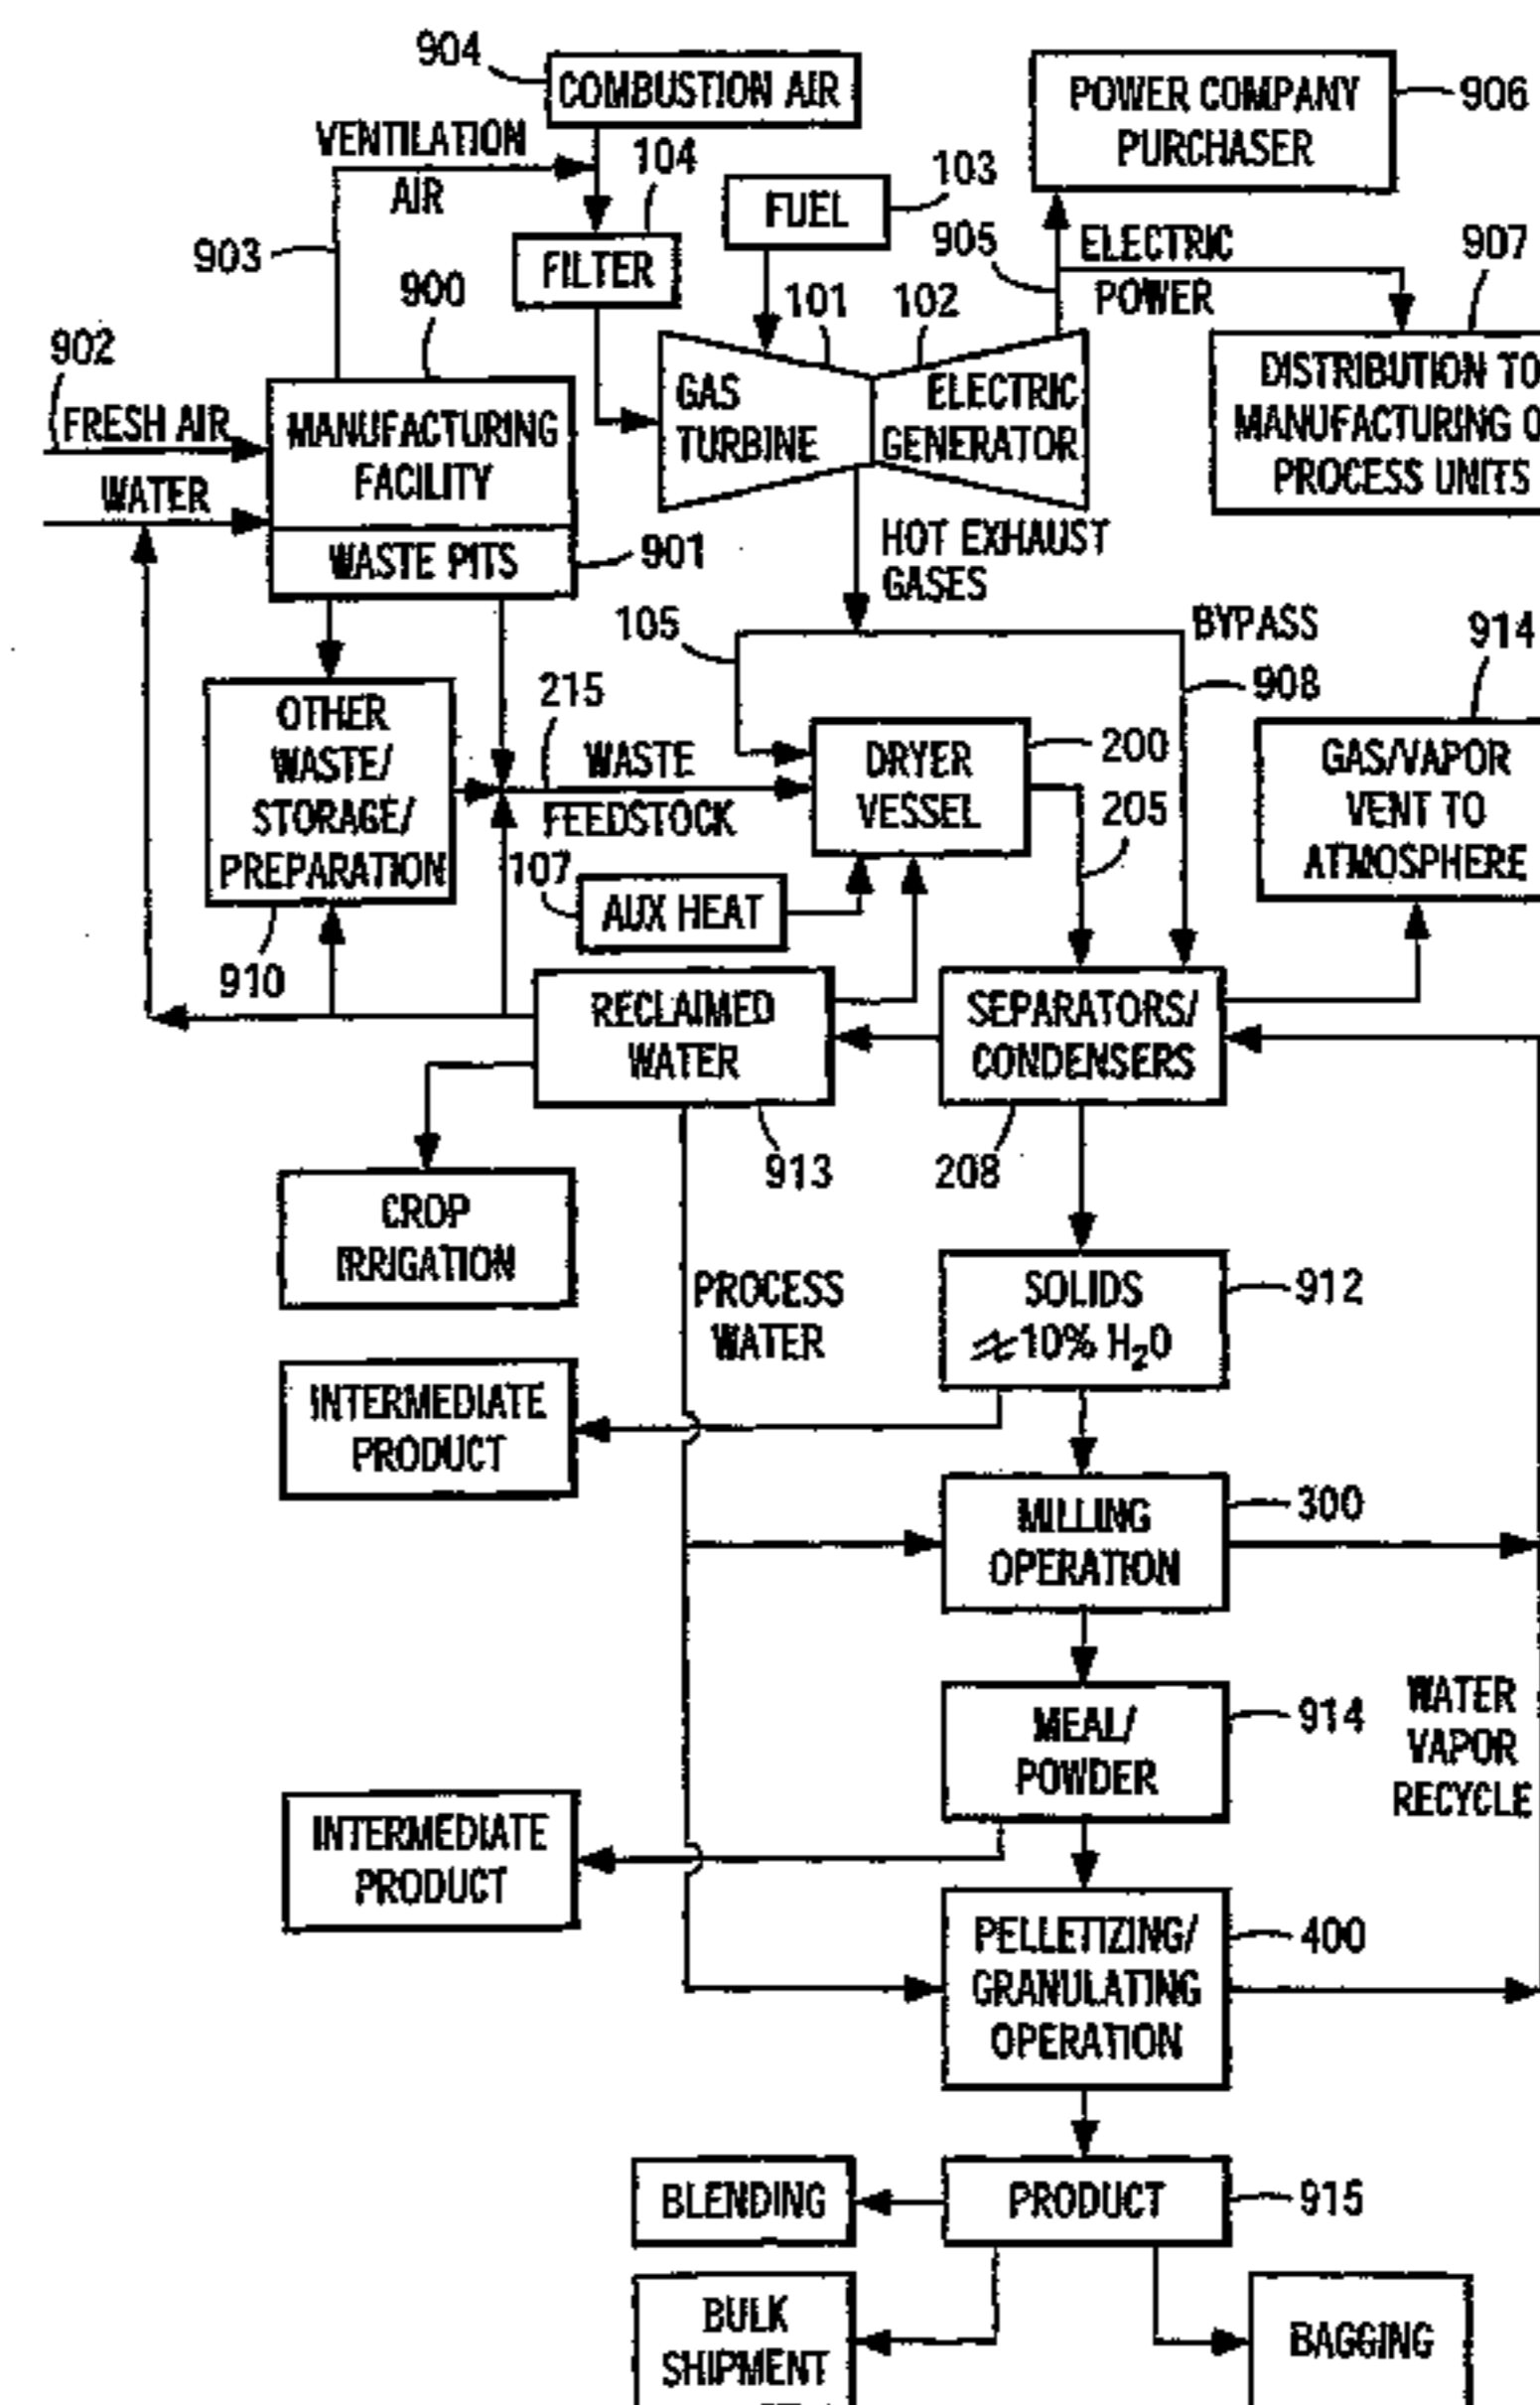 904
COMBUSTION AIR
POWER COMPANY
PURCHASER
906
VENTILATION
AIR
104
103
FUEL
903
FILTER
905
ELECTRIC
POWER
907
900
101
102
902
FRESH AIR
MANUFACTURING
FACILITY
GAS
TURBINE
ELECTRIC
GENERATOR
DISTRIBUTION TO
MANUFACTURING O
PROCESS UNITS
WATER
WASTE PITS
901
HOT EXHAUST
GASES
105
BYPASS
908
914
215
OTHER
WASTE/
STORAGE/
PREPARATION
WASTE
FEEDSTOCK
DRYER
VESSEL
200
205
GAS/VAPOR
VENT TO
ATMOSPHERE
107
AUX HEAT
910
RECLAIMED
WATER
SEPARATORS/
CONDENSERS
913
208
CROP
IRRIGATION
PROCESS
WATER
SOLIDS
10% H₂O
912
INTERMEDIATE
PRODUCT
MILLING
OPERATION
300
MEAL/
POWDER
914
WATER
VAPOR
RECYCLE
INTERMEDIATE
PRODUCT
PELLETIZING/
GRANULATING
OPERATION
400
BLENDING
PRODUCT
915
BULK
SHIPMENT
BAGGING